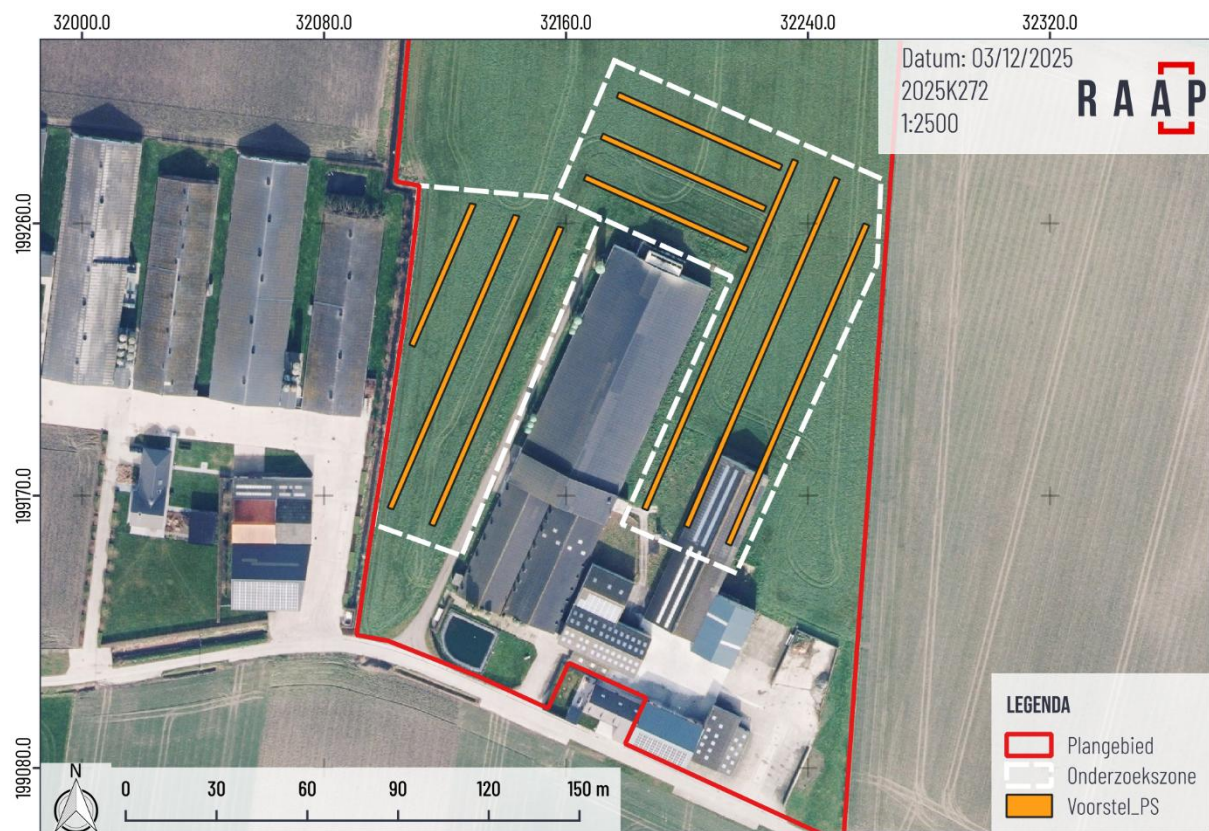 32000.0 32080.0 32160.0 32240.0 32320.0
Datum: 03/12/2025
2025K272
1:2500
RAAP
199260.0
199170.0
199080.0
LEGENDA
Plangebied
Onderzoekszone
Voorstel_PS
N
0 30 60 90 120 150 m